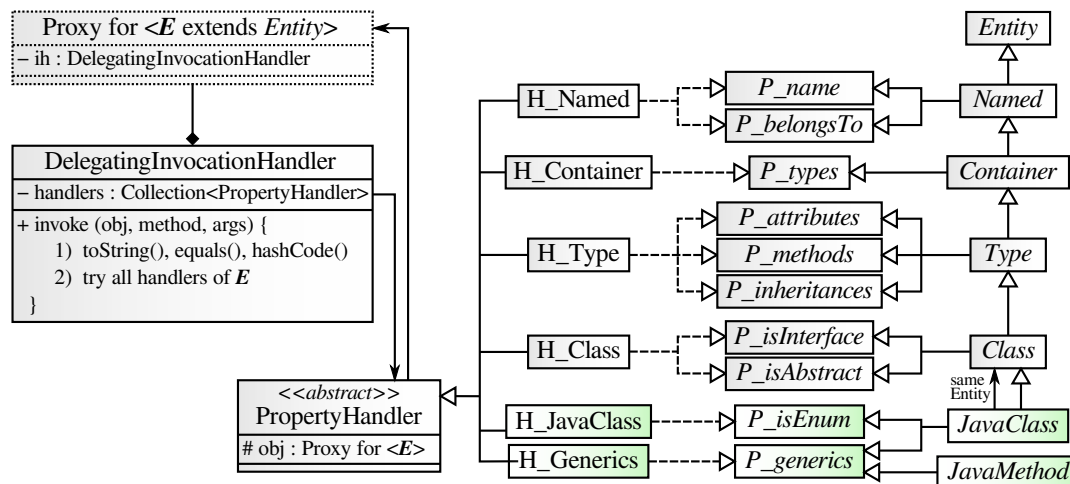 Proxy for <E extends Entity>
– ih : DelegatingInvocationHandler
DelegatingInvocationHandler
– handlers : Collection<PropertyHandler>
+ invoke (obj, method, args) {
1) toString(), equals(), hashCode()
2) try all handlers of E
}
<<abstract>>
PropertyHandler
# obj : Proxy for <E>
H_Named
H_Container
H_Type
H_Class
H_JavaClass
H_Generics
P_name
P_belongsTo
P_types
P_attributes
P_methods
P_inheritances
P_isInterface
P_isAbstract
P_isEnum
P_generics
Entity
Named
Container
Type
Class
same
Entity
JavaClass
JavaMethod